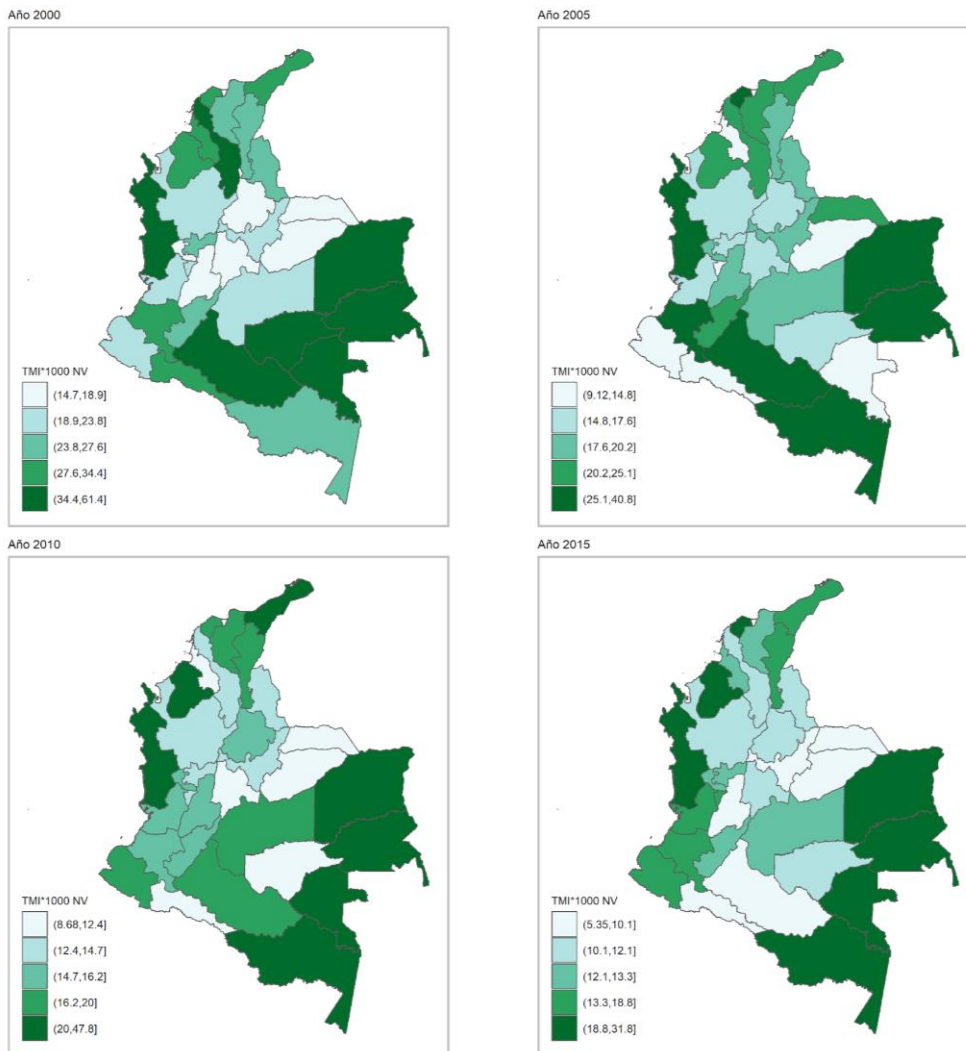 Año 2000
TMI*1000 NV
(14.7,18.9]
(18.9,23.8]
(23.8,27.6]
(27.6,34.4]
(34.4,61.4]
Año 2005
TMI*1000 NV
(9.12,14.8]
(14.8,17.6]
(17.6,20.2]
(20.2,25.1]
(25.1,40.8]
Año 2010
TMI*1000 NV
(8.68,12.4]
(12.4,14.7]
(14.7,16.2]
(16.2,20]
(20,47.8]
Año 2015
TMI*1000 NV
(5.35,10.1]
(10.1,12.1]
(12.1,13.3]
(13.3,18.8]
(18.8,31.8]